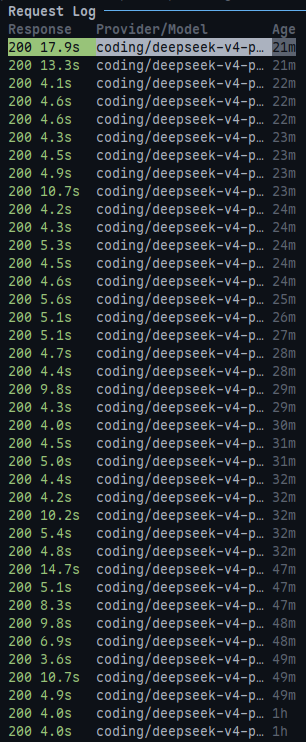 Request Log
Response Provider/Model Age
200 17.9s coding/deepseek-v4-p… 21m
200 13.3s coding/deepseek-v4-p… 21m
200 4.1s coding/deepseek-v4-p… 22m
200 4.6s coding/deepseek-v4-p… 22m
200 4.6s coding/deepseek-v4-p… 22m
200 4.3s coding/deepseek-v4-p… 23m
200 4.5s coding/deepseek-v4-p… 23m
200 4.9s coding/deepseek-v4-p… 23m
200 10.7s coding/deepseek-v4-p… 23m
200 4.2s coding/deepseek-v4-p… 24m
200 4.3s coding/deepseek-v4-p… 24m
200 5.3s coding/deepseek-v4-p… 24m
200 4.5s coding/deepseek-v4-p… 24m
200 4.6s coding/deepseek-v4-p… 24m
200 5.6s coding/deepseek-v4-p… 25m
200 5.1s coding/deepseek-v4-p… 26m
200 5.1s coding/deepseek-v4-p… 27m
200 4.7s coding/deepseek-v4-p… 28m
200 4.4s coding/deepseek-v4-p… 28m
200 9.8s coding/deepseek-v4-p… 29m
200 4.3s coding/deepseek-v4-p… 29m
200 4.0s coding/deepseek-v4-p… 30m
200 4.5s coding/deepseek-v4-p… 31m
200 5.0s coding/deepseek-v4-p… 31m
200 4.4s coding/deepseek-v4-p… 32m
200 4.2s coding/deepseek-v4-p… 32m
200 10.2s coding/deepseek-v4-p… 32m
200 5.4s coding/deepseek-v4-p… 32m
200 4.8s coding/deepseek-v4-p… 32m
200 14.7s coding/deepseek-v4-p… 47m
200 5.1s coding/deepseek-v4-p… 47m
200 8.3s coding/deepseek-v4-p… 47m
200 9.8s coding/deepseek-v4-p… 48m
200 6.9s coding/deepseek-v4-p… 48m
200 3.6s coding/deepseek-v4-p… 49m
200 10.7s coding/deepseek-v4-p… 49m
200 4.9s coding/deepseek-v4-p… 49m
200 4.0s coding/deepseek-v4-p… 1h
200 4.0s coding/deepseek-v4-p… 1h